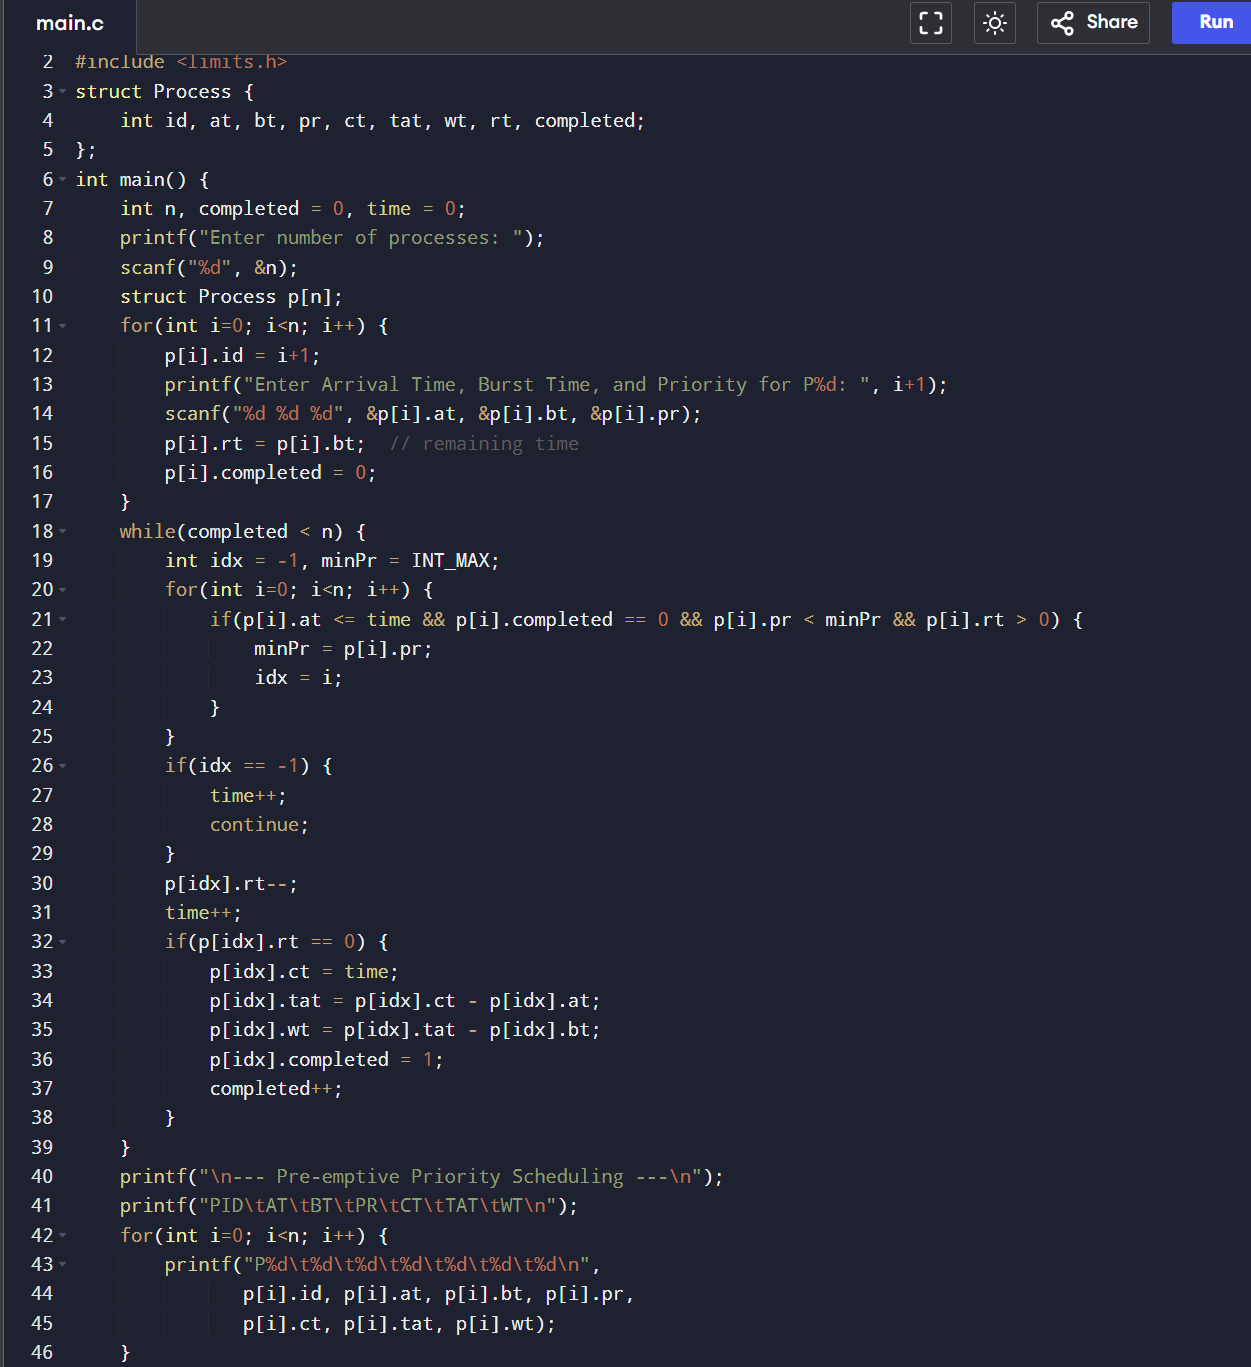 main.c
Share
Run
2 #include <limits.h>
3 struct Process {
4     int id, at, bt, pr, ct, tat, wt, rt, completed;
5 };
6 int main() {
7     int n, completed = 0, time = 0;
8     printf("Enter number of processes: ");
9     scanf("%d", &n);
10     struct Process p[n];
11     for(int i=0; i<n; i++) {
12         p[i].id = i+1;
13         printf("Enter Arrival Time, Burst Time, and Priority for P%d: ", i+1);
14         scanf("%d %d %d", &p[i].at, &p[i].bt, &p[i].pr);
15         p[i].rt = p[i].bt;  // remaining time
16         p[i].completed = 0;
17     }
18     while(completed < n) {
19         int idx = -1, minPr = INT_MAX;
20         for(int i=0; i<n; i++) {
21             if(p[i].at <= time && p[i].completed == 0 && p[i].pr < minPr && p[i].rt > 0) {
22                 minPr = p[i].pr;
23                 idx = i;
24             }
25         }
26         if(idx == -1) {
27             time++;
28             continue;
29         }
30         p[idx].rt--;
31         time++;
32         if(p[idx].rt == 0) {
33             p[idx].ct = time;
34             p[idx].tat = p[idx].ct - p[idx].at;
35             p[idx].wt = p[idx].tat - p[idx].bt;
36             p[idx].completed = 1;
37             completed++;
38         }
39     }
40     printf("\n--- Pre-emptive Priority Scheduling ---\n");
41     printf("PID\tAT\tBT\tPR\tCT\tTAT\tWT\n");
42     for(int i=0; i<n; i++) {
43         printf("P%d\t%d\t%d\t%d\t%d\t%d\t%d\n",
44                p[i].id, p[i].at, p[i].bt, p[i].pr,
45                p[i].ct, p[i].tat, p[i].wt);
46     }